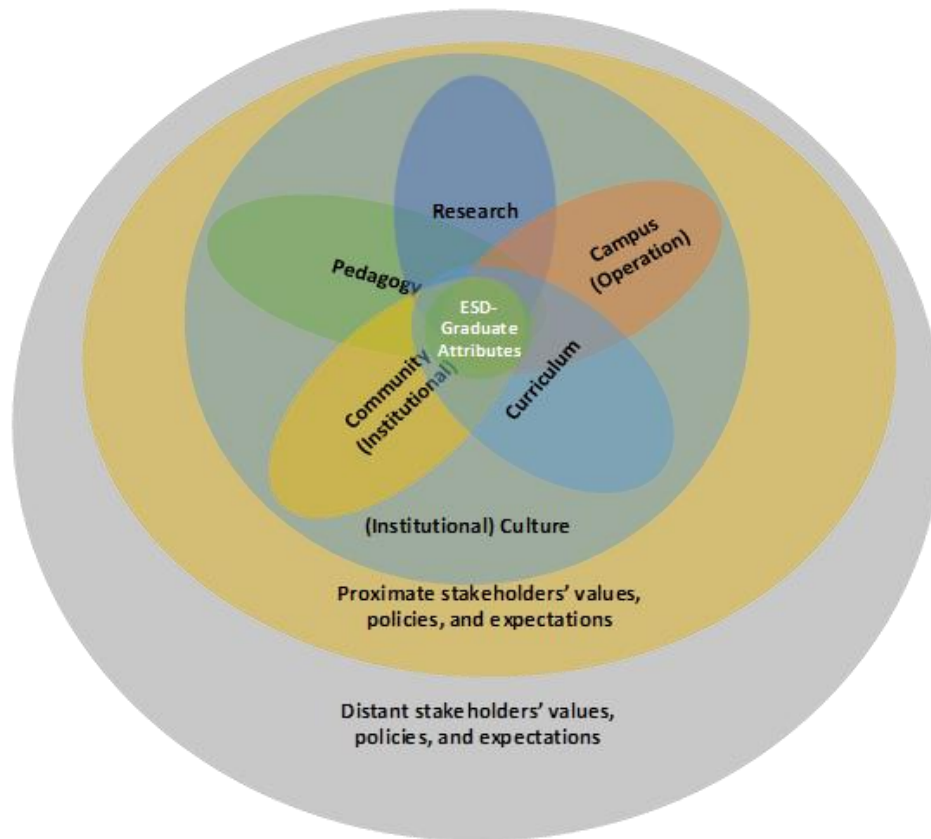 Research
Campus
(Operation)
Pedagogy
ESD-
Graduate
Attributes
Community
(Institutional)
Curriculum
(Institutional) Culture
Proximate stakeholders’ values,
policies, and expectations
Distant stakeholders’ values,
policies, and expectations